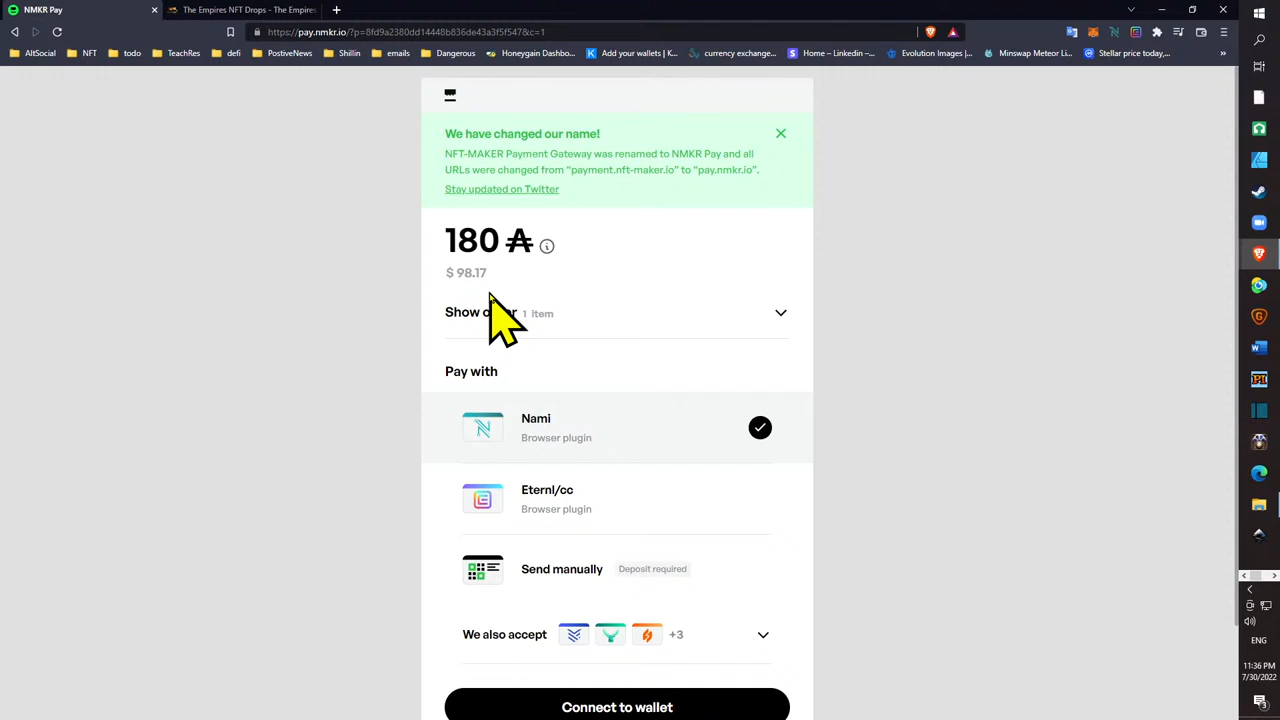 NMKR Pay
The Empires NFT Drops - The Empires
https://pay.nmkr.io/?p=8fd9a2380dd14448b836de43a3f5f547&c=1
AltSocial
NFT
todo
TeachRes
defi
PostiveNews
Shillin
emails
Dangerous
Honeygain Dashboard
Add your wallets | K...
currency exchange...
Home – Linkedin –...
Evolution Images |...
Minswap Meteor Li...
Stellar price today,...
We have changed our name!
NFT-MAKER Payment Gateway was renamed to NMKR Pay and all
URLs were changed from “payment.nft-maker.io” to “pay.nmkr.io”.
Stay updated on Twitter
180 ₳
$ 98.17
Show 1 item
Pay with
Nami
Browser plugin
Eternl/cc
Browser plugin
Send manually Deposit required
We also accept +3
Connect to wallet
ENG
11:36 PM
7/30/2022
3